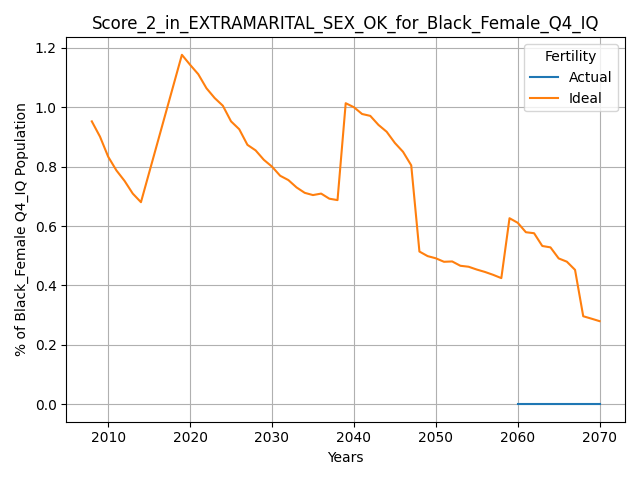 Score_2_in_EXTRAMARITAL_SEX_OK_for_Black_Female_Q4_IQ
Fertility
Actual
Ideal
% of Black_Female Q4_IQ Population
1.2
1.0
0.8
0.6
0.4
0.2
0.0
2010 2020 2030 2040 2050 2060 2070
Years